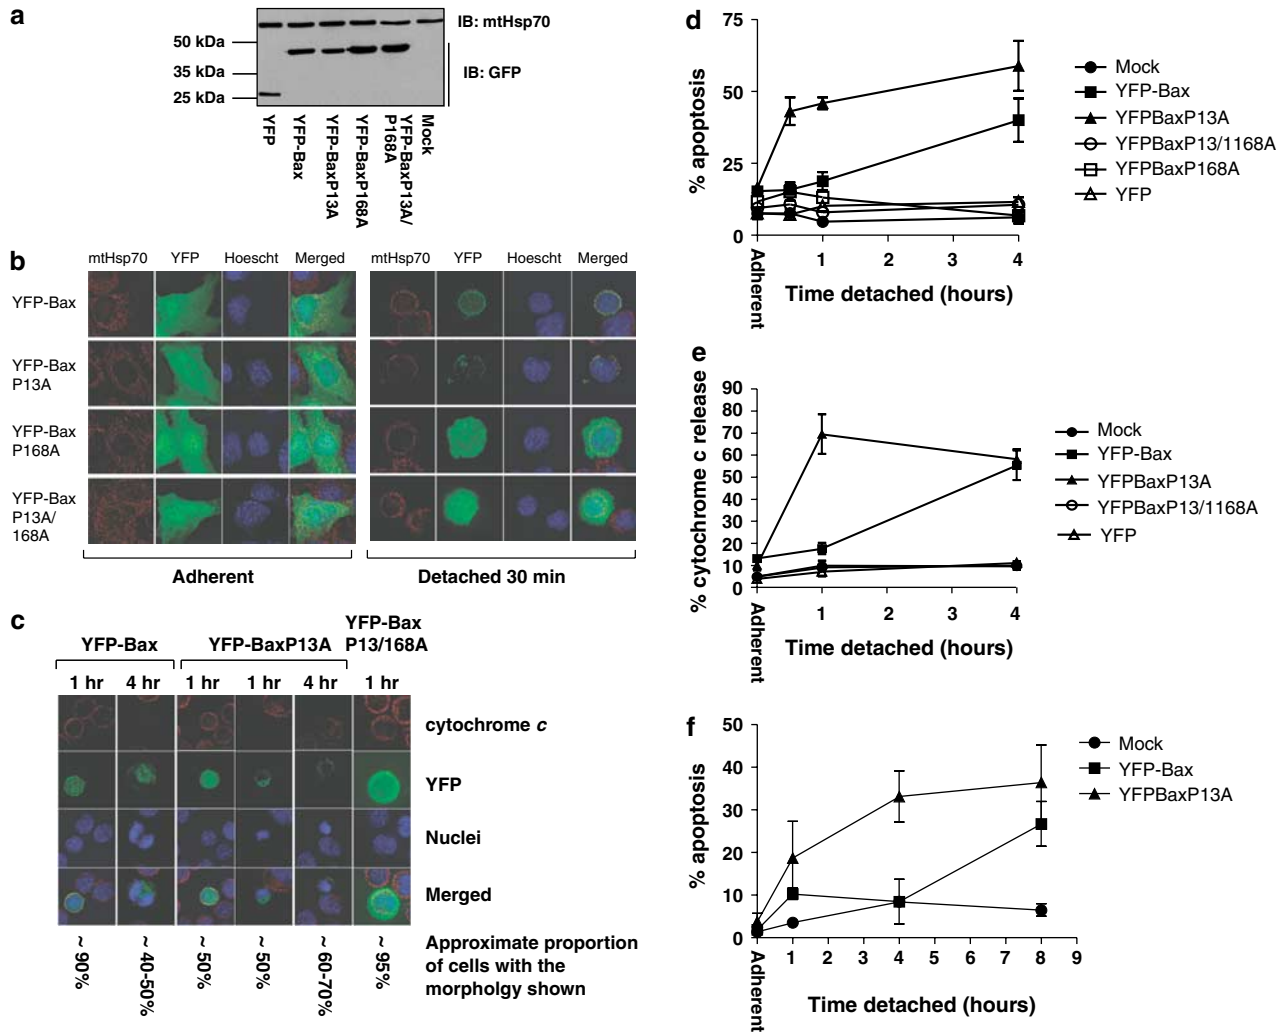 a
50 kDa
35 kDa
25 kDa
IB: mtHsp70
IB: GFP
YFP
YFP-Bax
YFP-BaxP13A
YFP-BaxP168A
YFP-BaxP13A/
P168A
Mock
b
mtHsp70 YFP Hoescht Merged
mtHsp70 YFP Hoescht Merged
YFP-Bax
YFP-Bax
P13A
YFP-Bax
P168A
YFP-Bax
P13A/
168A
Adherent
Detached 30 min
c
YFP-Bax
YFP-BaxP13A
YFP-Bax
P13/168A
1 hr 4 hr 1 hr 1 hr 4 hr 1 hr
cytochrome c
YFP
Nuclei
Merged
~ 90%
~ 40-50%
~ 50%
~ 50%
~ 60-70%
~ 95%
Approximate proportion
of cells with the
morpholgy shown
d
% apoptosis
75
50
25
0
Adherent
1 2 3 4
Time detached (hours)
Mock
YFP-Bax
YFPBaxP13A
YFPBaxP13/1168A
YFPBaxP168A
YFP
e
% cytochrome c release
90
80
70
60
50
40
30
20
10
0
Adherent
1 2 3 4
Time detached (hours)
Mock
YFP-Bax
YFPBaxP13A
YFPBaxP13/1168A
YFP
f
% apoptosis
50
40
30
20
10
0
Adherent
1 2 3 4 5 6 7 8 9
Time detached (hours)
Mock
YFP-Bax
YFPBaxP13A